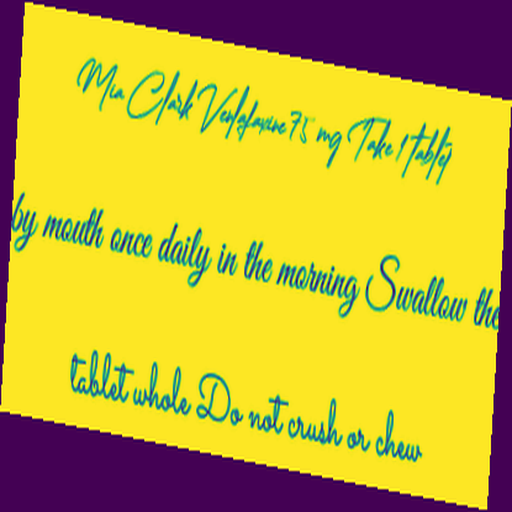 Mia Clark Venlafaxine 75 mg Take 1 tablet
by mouth once daily in the morning Swallow the
tablet whole Do not crush or chew